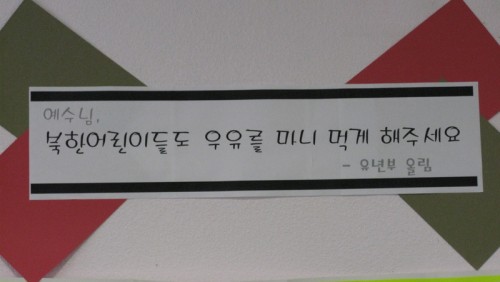 예수님,
북한어린이들도 우유를 마니 먹게 해주세요
- 유년부 올림